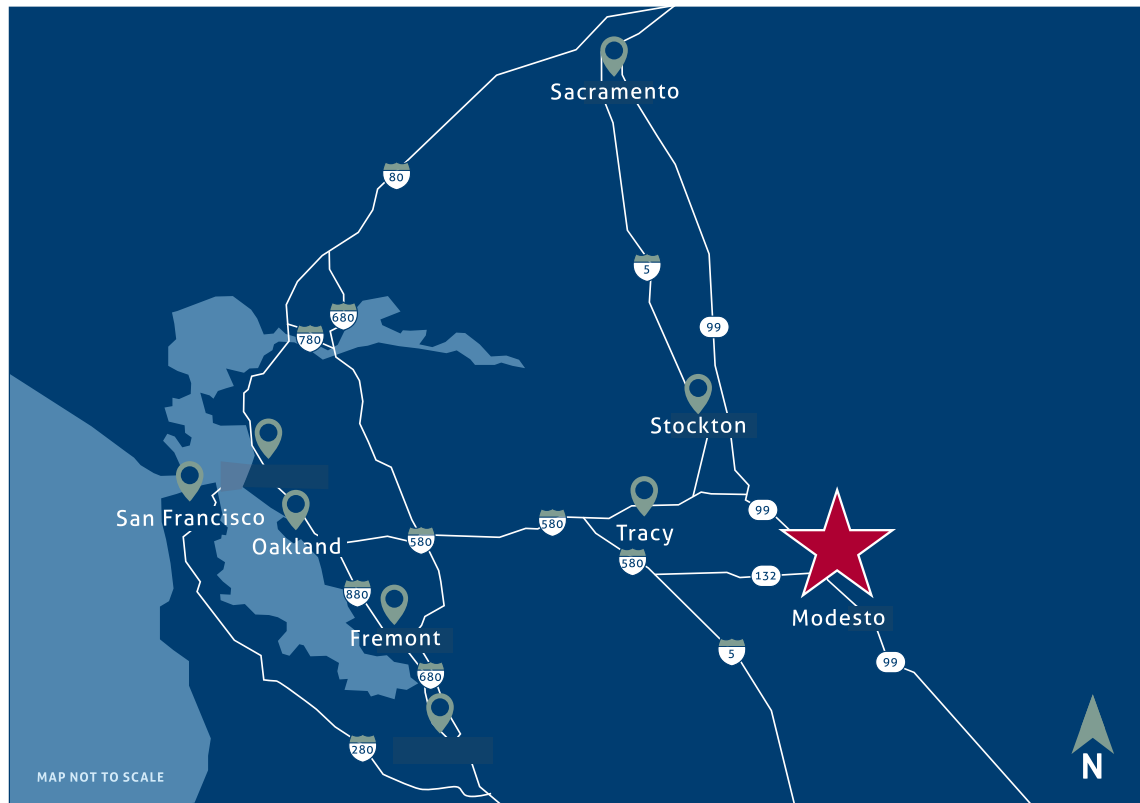 Sacramento
80
5
680
99
780
Stockton
99
San Francisco
580
Tracy
Oakland
580
580
132
880
Modesto
Fremont
5
99
680
280
N
MAP NOT TO SCALE